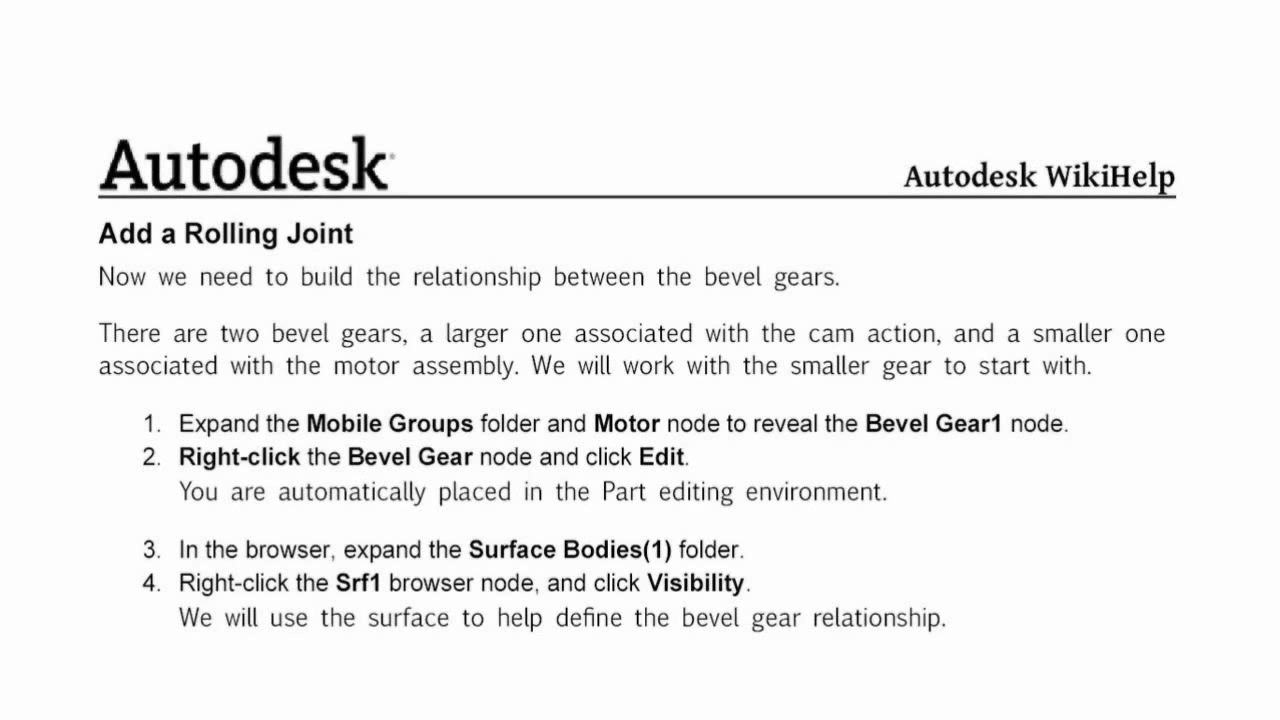 Autodesk
Autodesk WikiHelp
Add a Rolling Joint
Now we need to build the relationship between the bevel gears.
There are two bevel gears, a larger one associated with the cam action, and a smaller one
associated with the motor assembly. We will work with the smaller gear to start with.
1. Expand the Mobile Groups folder and Motor node to reveal the Bevel Gear1 node.
2. Right-click the Bevel Gear node and click Edit.
You are automatically placed in the Part editing environment.
3. In the browser, expand the Surface Bodies(1) folder.
4. Right-click the Srf1 browser node, and click Visibility.
We will use the surface to help define the bevel gear relationship.